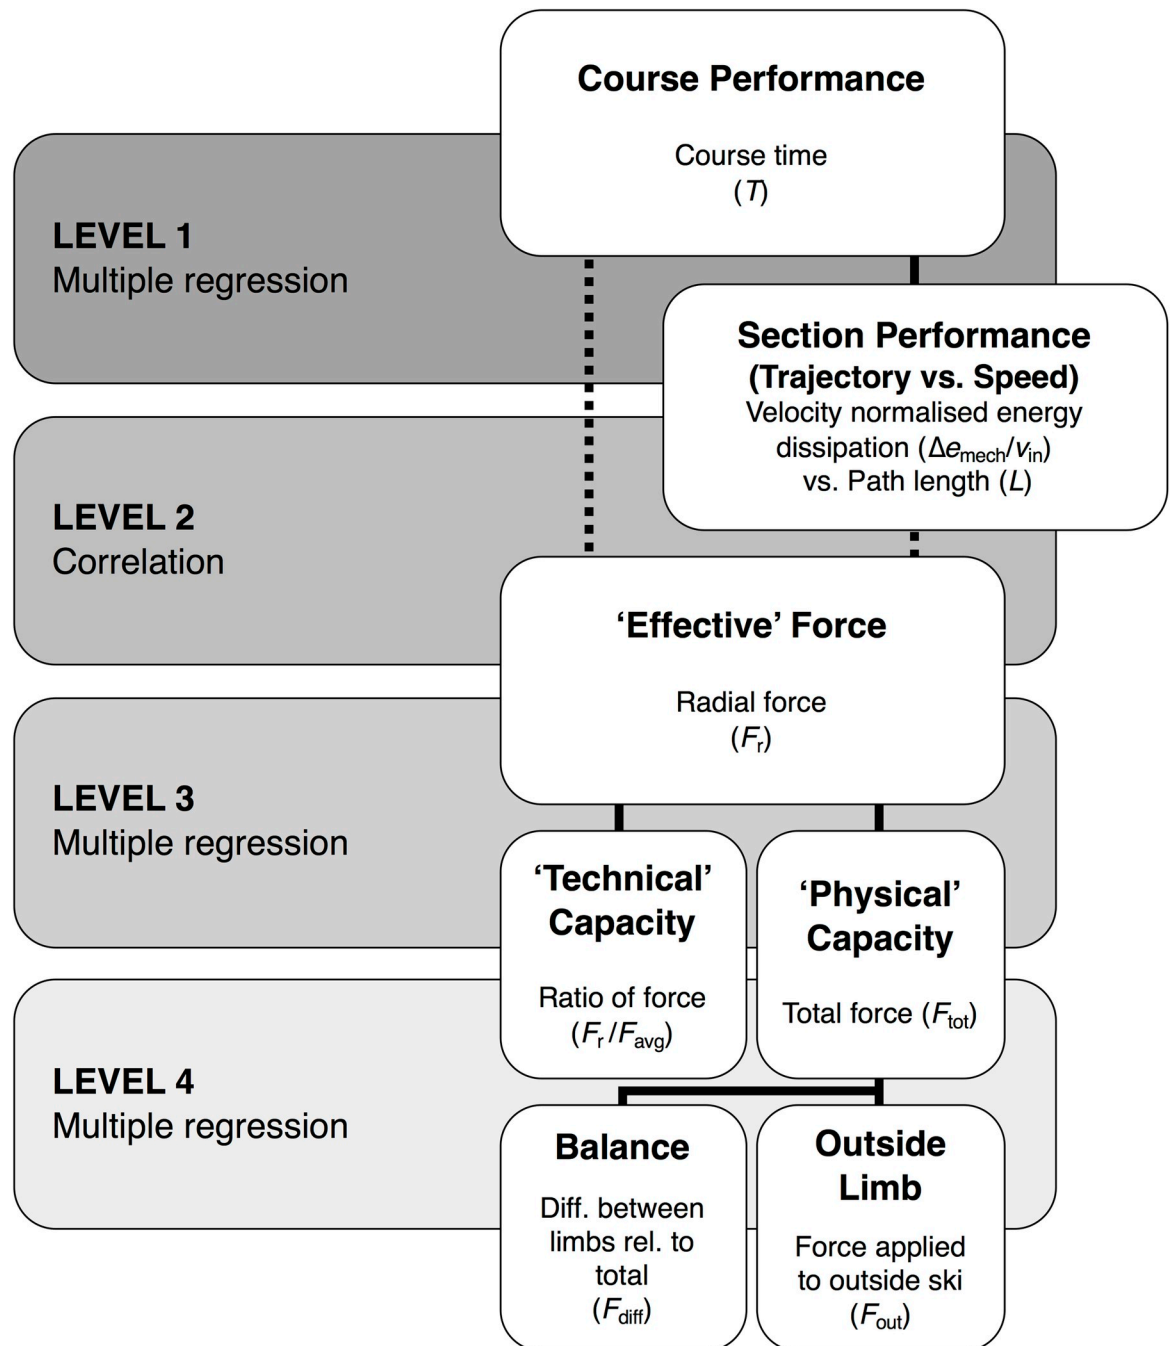 Course Performance
Course time
(T)
LEVEL 1
Multiple regression
Section Performance
(Trajectory vs. Speed)
Velocity normalised energy
dissipation (Δemech/vin)
vs. Path length (L)
LEVEL 2
Correlation
‘Effective’ Force
Radial force
(Fr)
LEVEL 3
Multiple regression
‘Technical’
Capacity
Ratio of force
(Fr/Favg)
‘Physical’
Capacity
Total force (Ftot)
LEVEL 4
Multiple regression
Balance
Diff. between
limbs rel. to
total
(Fdiff)
Outside
Limb
Force applied
to outside ski
(Fout)